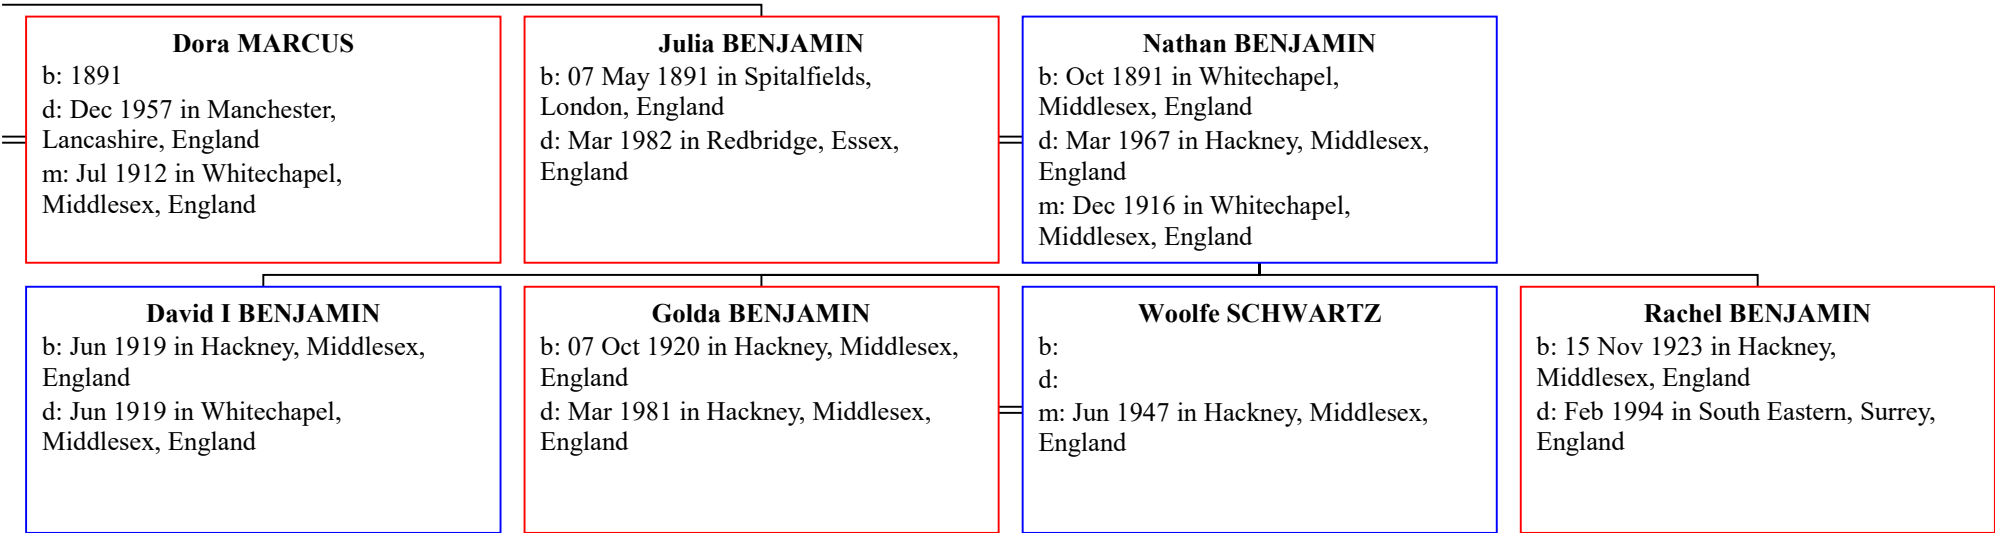 Dora MARCUS
b: 1891
d: Dec 1957 in Manchester,
Lancashire, England
m: Jul 1912 in Whitechapel,
Middlesex, England
Julia BENJAMIN
b: 07 May 1891 in Spitalfields,
London, England
d: Mar 1982 in Redbridge, Essex,
England
Nathan BENJAMIN
b: Oct 1891 in Whitechapel,
Middlesex, England
d: Mar 1967 in Hackney, Middlesex,
England
m: Dec 1916 in Whitechapel,
Middlesex, England
David I BENJAMIN
b: Jun 1919 in Hackney, Middlesex,
England
d: Jun 1919 in Whitechapel,
Middlesex, England
Golda BENJAMIN
b: 07 Oct 1920 in Hackney, Middlesex,
England
d: Mar 1981 in Hackney, Middlesex,
England
Woolfe SCHWARTZ
b:
d:
m: Jun 1947 in Hackney, Middlesex,
England
Rachel BENJAMIN
b: 15 Nov 1923 in Hackney,
Middlesex, England
d: Feb 1994 in South Eastern, Surrey,
England